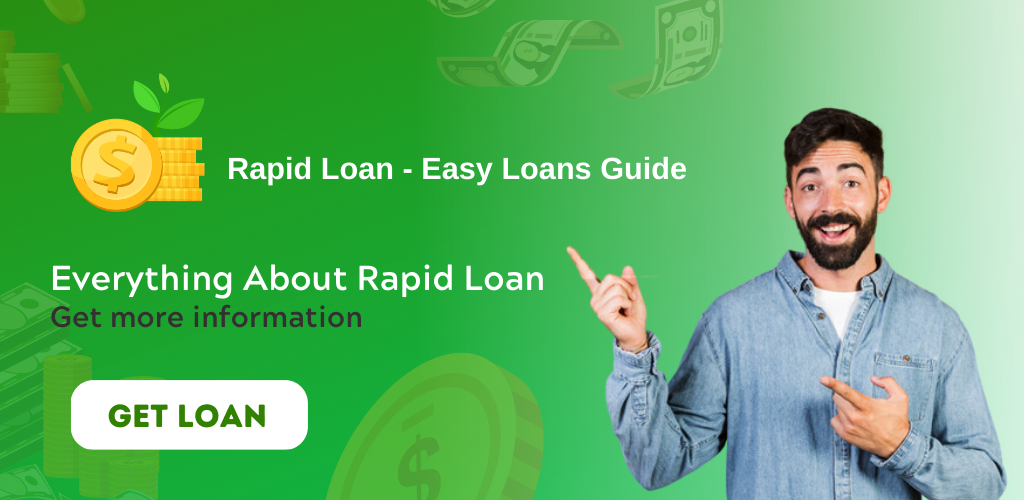 Rapid Loan - Easy Loans Guide
Everything About Rapid Loan
Get more information
GET LOAN